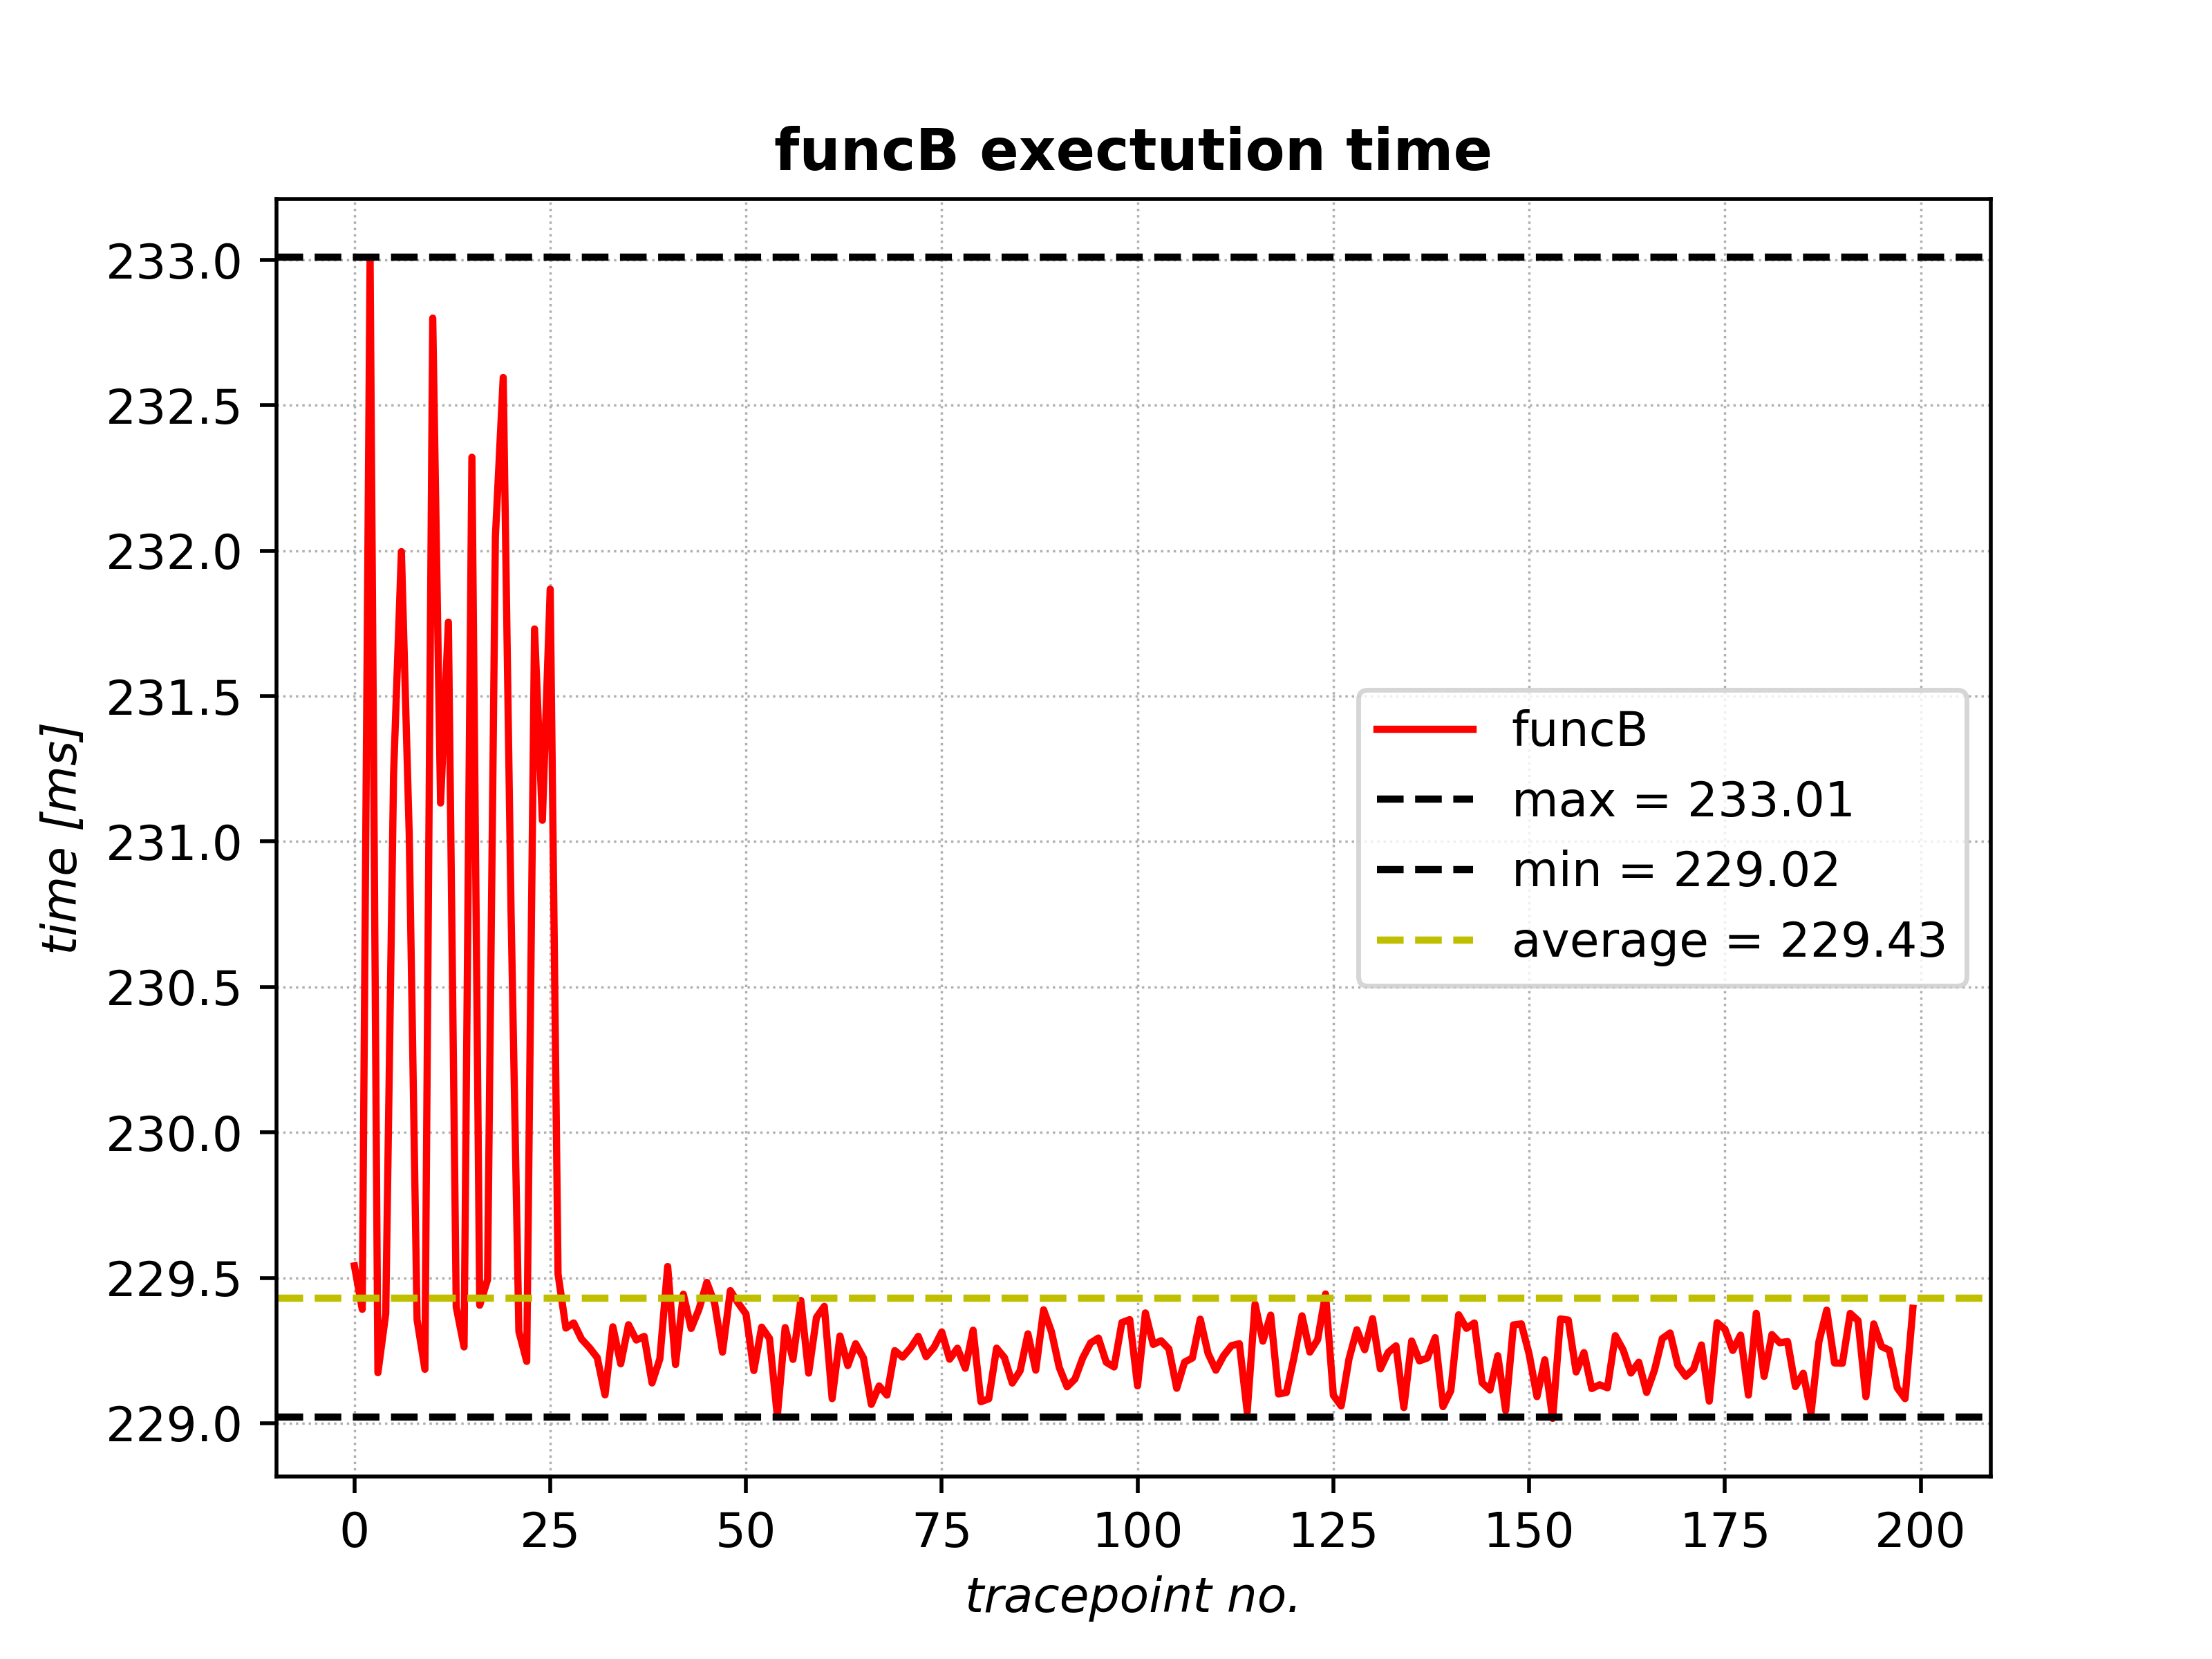 funcB exectution time
233.0
232.5
232.0
231.5
231.0
230.5
230.0
229.5
229.0
time [ms]
funcB
max = 233.01
min = 229.02
average = 229.43
0 25 50 75 100 125 150 175 200
tracepoint no.